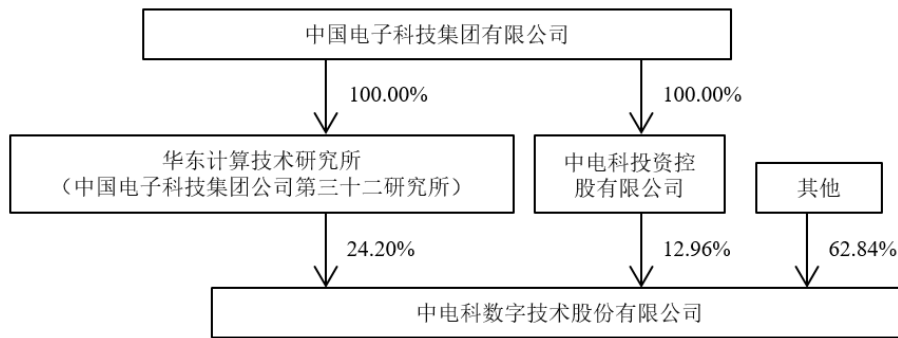 中国电子科技集团有限公司
100.00%
100.00%
华东计算技术研究所
（中国电子科技集团公司第三十二研究所）
中电科投资控
股有限公司
其他
24.20%
12.96%
62.84%
中电科数字技术股份有限公司